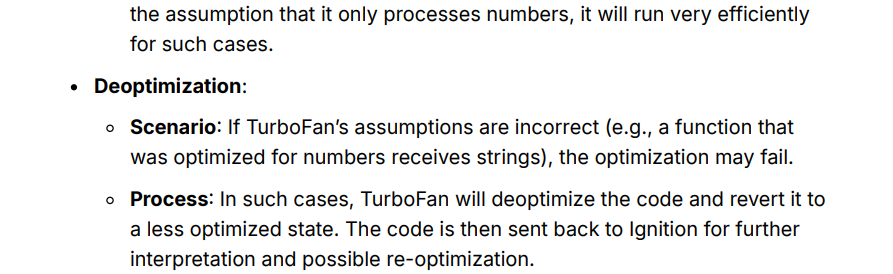 the assumption that it only processes numbers, it will run very efficiently
for such cases.
• Deoptimization:
◦ Scenario: If TurboFan’s assumptions are incorrect (e.g., a function that
was optimized for numbers receives strings), the optimization may fail.
◦ Process: In such cases, TurboFan will deoptimize the code and revert it to
a less optimized state. The code is then sent back to Ignition for further
interpretation and possible re-optimization.